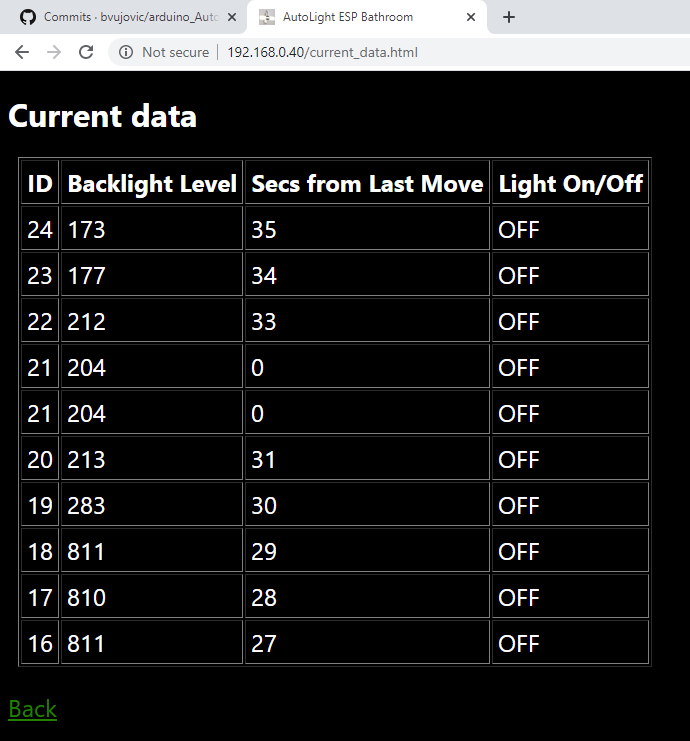 Commits · bvujovic/arduino_Auto
AutoLight ESP Bathroom
Not secure | 192.168.0.40/current_data.html
Current data
ID Backlight Level Secs from Last Move Light On/Off
24 173 35 OFF
23 177 34 OFF
22 212 33 OFF
21 204 0 OFF
21 204 0 OFF
20 213 31 OFF
19 283 30 OFF
18 811 29 OFF
17 810 28 OFF
16 811 27 OFF
Back